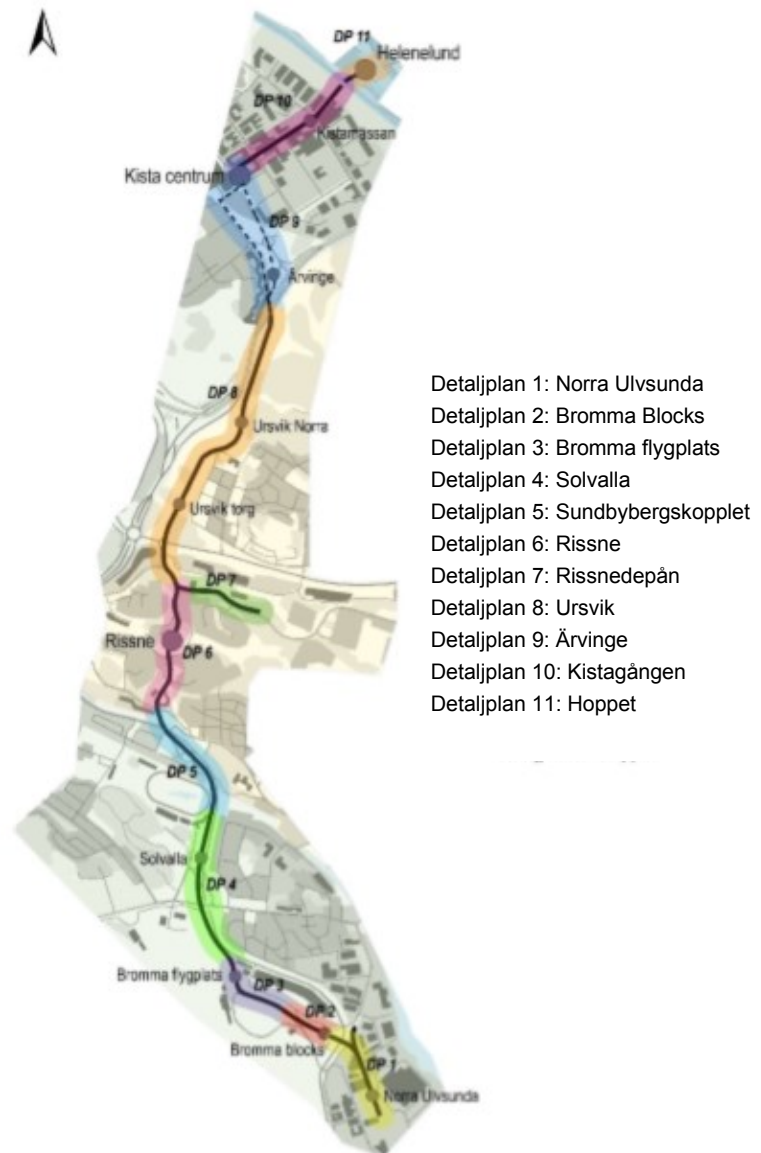 DP 11
Helenelund
DP 10
Kistamässan
Kista centrum
DP 9
Ärvinge
DP 8
Ursvik Norra
Ursvik torg
DP 7
Rissne
DP 6
DP 5
Solvalla
DP 4
Bromma flygplats
DP 3
DP 2
Bromma blocks
DP 1
Norra Ulvsunda
Detaljplan 1: Norra Ulvsunda
Detaljplan 2: Bromma Blocks
Detaljplan 3: Bromma flygplats
Detaljplan 4: Solvalla
Detaljplan 5: Sundbybergskopplet
Detaljplan 6: Rissne
Detaljplan 7: Rissnedepån
Detaljplan 8: Ursvik
Detaljplan 9: Ärvinge
Detaljplan 10: Kistagången
Detaljplan 11: Hoppet